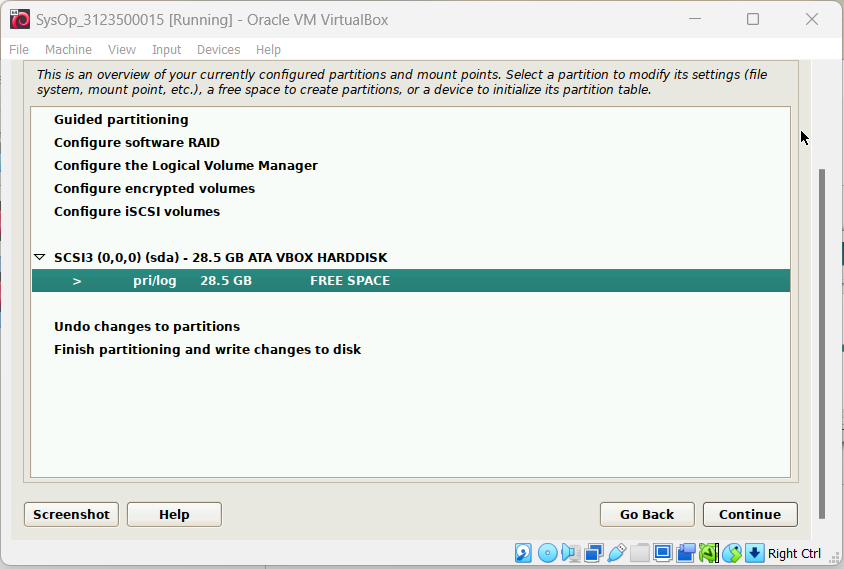 SysOp_3123500015 [Running] - Oracle VM VirtualBox
File Machine View Input Devices Help
This is an overview of your currently configured partitions and mount points. Select a partition to modify its settings (file
system, mount point, etc.), a free space to create partitions, or a device to initialize its partition table.
Guided partitioning
Configure software RAID
Configure the Logical Volume Manager
Configure encrypted volumes
Configure iSCSI volumes
SCSI3 (0,0,0) (sda) - 28.5 GB ATA VBOX HARDDISK
> pri/log 28.5 GB FREE SPACE
Undo changes to partitions
Finish partitioning and write changes to disk
Screenshot Help Go Back Continue
Right Ctrl